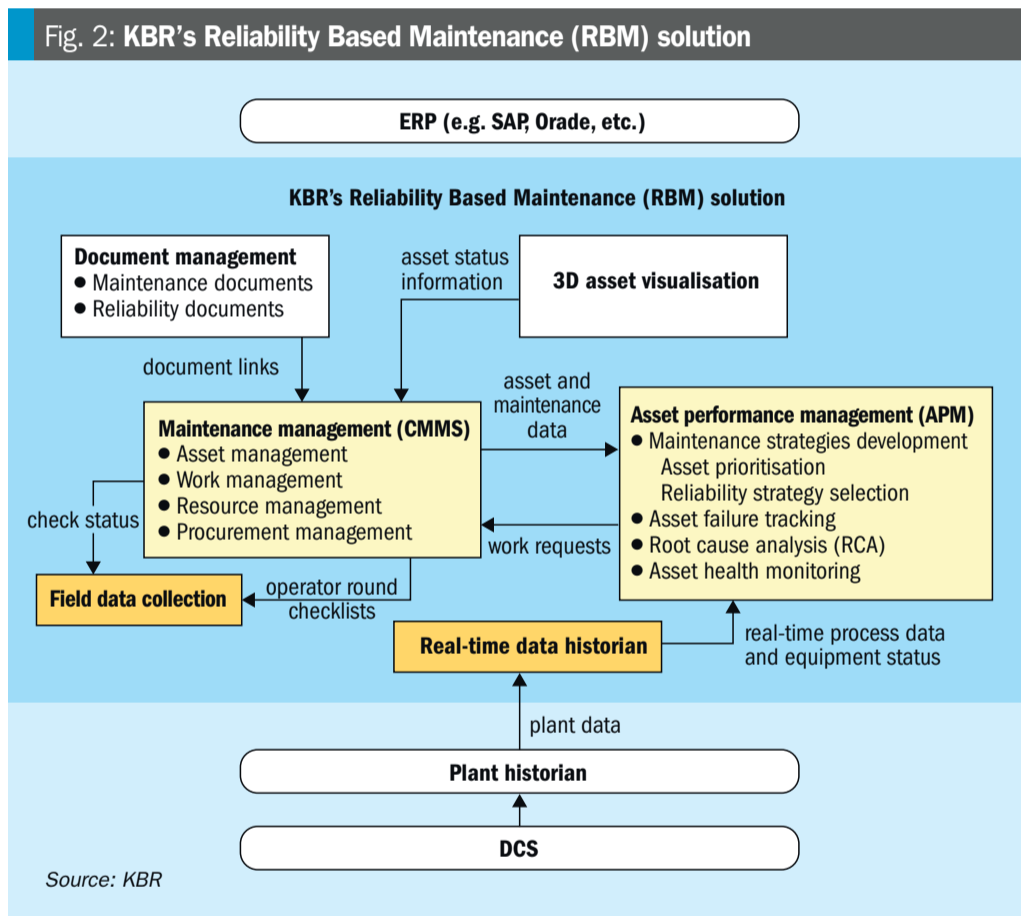 Fig. 2: KBR's Reliability Based Maintenance (RBM) solution
ERP (e.g. SAP, Orade, etc.)
KBR's Reliability Based Maintenance (RBM) solution
Document management
● Maintenance documents
● Reliability documents
asset status
information
3D asset visualisation
document links
asset and
maintenance
data
Maintenance management (CMMS)
● Asset management
● Work management
● Resource management
● Procurement management
Asset performance management (APM)
● Maintenance strategies development
Asset prioritisation
Reliability strategy selection
● Asset failure tracking
● Root cause analysis (RCA)
● Asset health monitoring
check status
work requests
Field data collection
operator round
checklists
Real-time data historian
real-time process data
and equipment status
plant data
Plant historian
DCS
Source: KBR